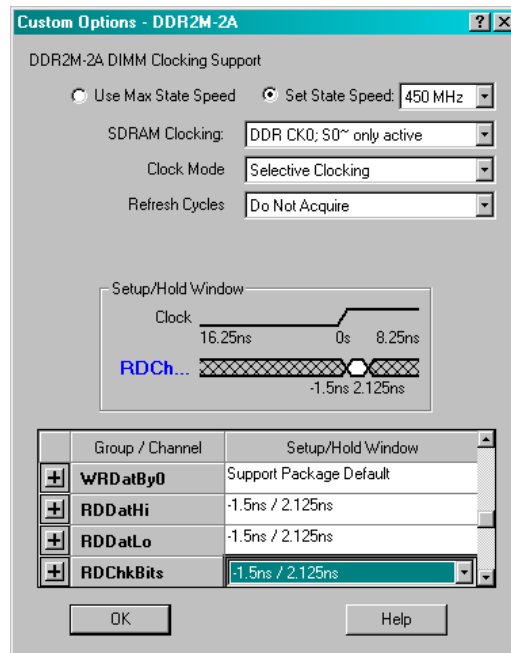 Custom Options - DDR2M-2A
DDR2M-2A DIMM Clocking Support
Use Max State Speed Set State Speed: 450 MHz
SDRAM Clocking: DDR CK0; S0~ only active
Clock Mode Selective Clocking
Refresh Cycles Do Not Acquire
Setup/Hold Window
Clock
16.25ns 0s 8.25ns
RDCh...
-1.5ns 2.125ns
Group / Channel Setup/Hold Window
WRDatBy0 Support Package Default
RDDatHi -1.5ns / 2.125ns
RDDatLo -1.5ns / 2.125ns
RDChkBits -1.5ns / 2.125ns
OK Help